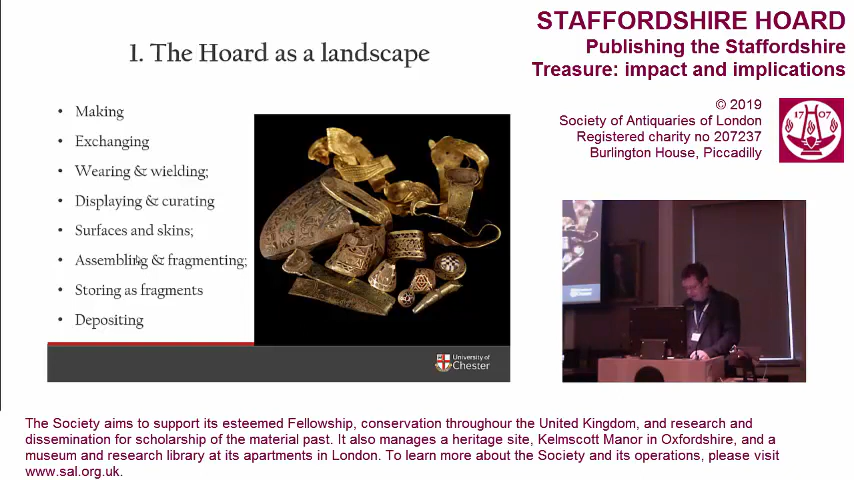 1. The Hoard as a landscape
• Making
• Exchanging
• Wearing & wielding;
• Displaying & curating
• Surfaces and skins;
• Assembling & fragmenting;
• Storing as fragments
• Depositing
University of
Chester
STAFFORDSHIRE HOARD
Publishing the Staffordshire
Treasure: impact and implications
© 2019
Society of Antiquaries of London
Registered charity no 207237
Burlington House, Piccadilly
17 07
The Society aims to support its esteemed Fellowship, conservation throughour the United Kingdom, and research and
dissemination for scholarship of the material past. It also manages a heritage site, Kelmscott Manor in Oxfordshire, and a
museum and research library at its apartments in London. To learn more about the Society and its operations, please visit
www.sal.org.uk.